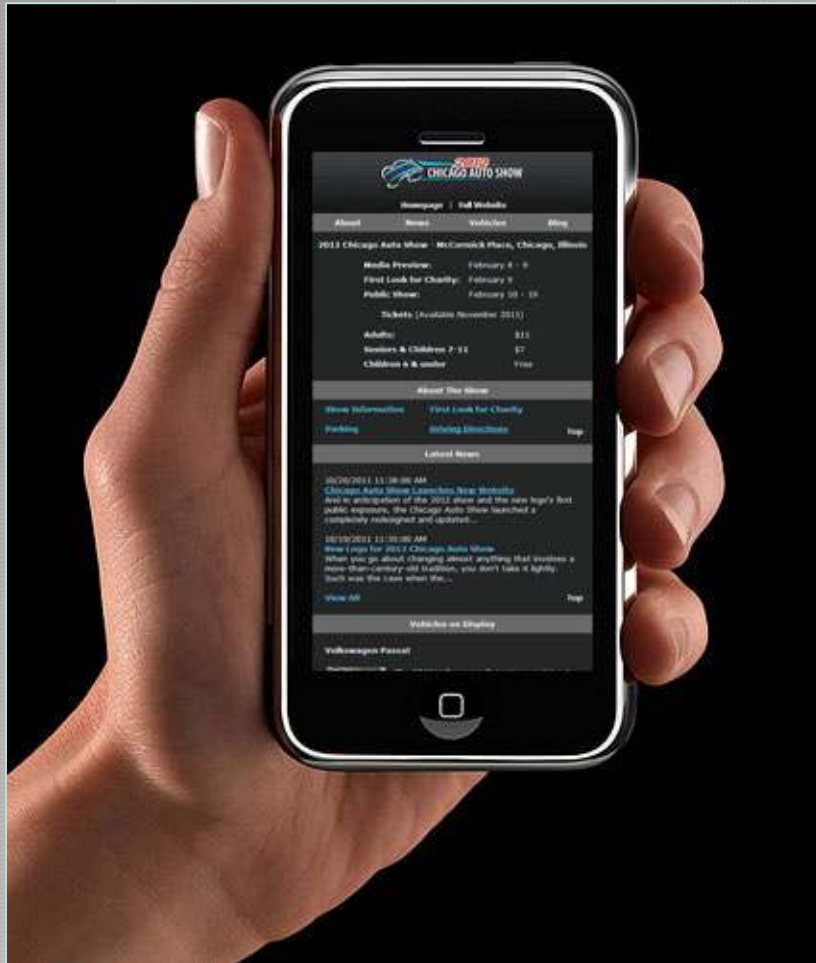 2012
CHICAGO AUTO SHOW
Homepage | Full Website
About News Vehicles Blog
2012 Chicago Auto Show - McCormick Place, Chicago, Illinois
Media Preview: February 8 - 9
First Look for Charity: February 9
Public Show: February 10 - 19
Tickets (Available November 2011)
Adults: $11
Seniors & Children 7-12 $7
Children 6 & under Free
About The Show
Show Information First Look for Charity
Parking Driving Directions Top
Latest News
10/20/2011 11:38:00 AM
Chicago Auto Show Launches New Website
And in anticipation of the 2012 show and the new logo's first
public exposure, the Chicago Auto Show launched a
completely redesigned and updated...
10/19/2011 11:35:00 AM
New Logo for 2012 Chicago Auto Show
When you go about changing almost anything that involves a
more-than-century-old tradition, you don't take it lightly.
Such was the case when the...
View All Top
Vehicles on Display
Volkswagen Passat